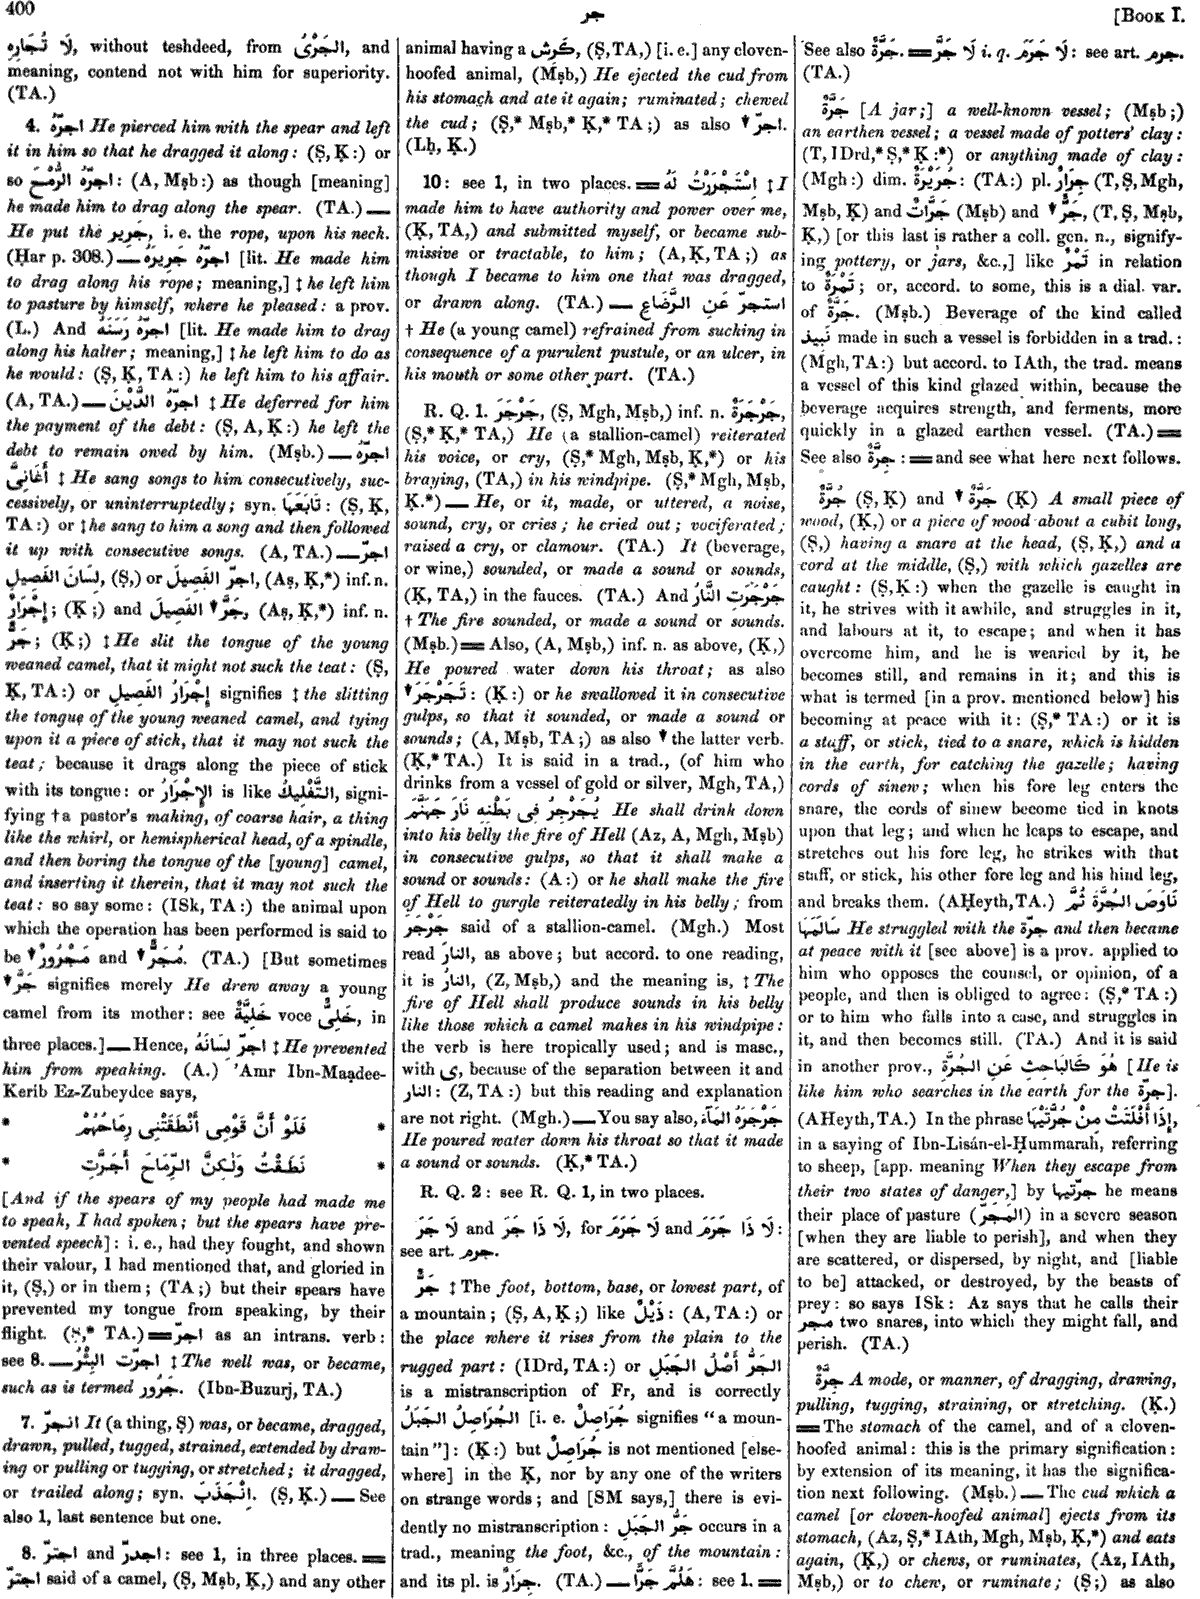 400
جر
[Book I.
لَا تُجَارِهِ, without teshdeed, from الجَرْىُ, and
meaning, contend not with him for superiority.
(TA.)
4. اجرّهُ He pierced him with the spear and left
it in him so that he dragged it along: (Ṣ, Ḳ:) or
so اجرّهُ الرُّمْحَ: (A, Mṣb:) as though [meaning]
he made him to drag along the spear. (TA.) —
He put the جَرِير, i. e. the rope, upon his neck.
(Ḥar p. 308.) — اجرّهُ جَرِيرَهُ [lit. He made him
to drag along his rope; meaning,] ‡ he left him
to pasture by himself, where he pleased: a prov.
(L.) And اجرّهُ رَسَنَهُ [lit. He made him to drag
along his halter; meaning,] ‡ he left him to do as
he would: (Ṣ, Ḳ, TA:) he left him to his affair.
(A, TA.) — اجرّهُ الدَّيْنَ ‡ He deferred for him
the payment of the debt: (Ṣ, A, Ḳ:) he left the
debt to remain owed by him. (Mṣb.) — اجرّهُ
أَغَانِىَّ ‡ He sang songs to him consecutively, suc-
cessively, or uninterruptedly; syn. تَابَعَهَا: (Ṣ, Ḳ,
TA:) or ‡ he sang to him a song and then followed
it up with consecutive songs. (A, TA.) — اجرّ
لِسَانَ الفَصِيلِ, (Ṣ,) or اجرّ الفَصِيلَ, (Aṣ, Ḳ,*) inf. n.
إِجْرَارٌ; (Ḳ;) and جَرَّ ▼ الفَصِيلَ, (Aṣ, Ḳ,*) inf. n.
جَرٌّ; (Ḳ;) ‡ He slit the tongue of the young
weaned camel, that it might not suck the teat: (Ṣ,
Ḳ, TA:) or إِجْرَارُ الفَصِيلِ signifies ‡ the slitting
the tongue of the young weaned camel, and tying
upon it a piece of stick, that it may not suck the
teat; because it drags along the piece of stick
with its tongue: or الإِجْرَارُ is like التَّفْلِيكُ, signi-
fying † a pastor's making, of coarse hair, a thing
like the whirl, or hemispherical head, of a spindle,
and then boring the tongue of the [young] camel,
and inserting it therein, that it may not suck the
teat: so say some: (ISk, TA:) the animal upon
which the operation has been performed is said to
be ▼ مَجْرُورٌ and ▼ مُجَرٌّ. (TA.) [But sometimes
▼ جَرَّ signifies merely He drew away a young
camel from its mother: see خَلِيَّةٌ voce خَلِىٌّ, in
three places.] — Hence, اجرّ لِسَانَهُ ‡ He prevented
him from speaking. (A.) 'Amr Ibn-Maạdee-
Kerib Ez-Zubeydee says,
* فَلَوْ أَنَّ قَوْمِى أَنْطَقَتْنِى رِمَاحُهُمْ *
* نَطَقْتُ وَلٰكِنَّ الرِّمَاحَ أَجَرَّتِ *
[And if the spears of my people had made me
to speak, I had spoken; but the spears have pre-
vented speech]: i. e., had they fought, and shown
their valour, I had mentioned that, and gloried in
it, (Ṣ,) or in them; (TA;) but their spears have
prevented my tongue from speaking, by their
flight. (Ṣ,* TA.) ═ اجرّ as an intrans. verb:
see 8. — اجرّت البِئْرُ ‡ The well was, or became,
such as is termed جَرُور. (Ibn-Buzurj, TA.)
7. انجرّ It (a thing, Ṣ) was, or became, dragged,
drawn, pulled, tugged, strained, extended by draw-
ing or pulling or tugging, or stretched; it dragged,
or trailed along; syn. اِنْجَذَبَ. (Ṣ, Ḳ.) — See
also 1, last sentence but one.
8. اجترّ and اجدرّ: see 1, in three places. ═
اجترّ said of a camel, (Ṣ, Mṣb, Ḳ,) and any other
animal having a كَرِش, (Ṣ, TA,) [i. e.] any cloven-
hoofed animal, (Mṣb,) He ejected the cud from
his stomach and ate it again; ruminated; chewed
the cud; (Ṣ,* Mṣb,* Ḳ,* TA;) as also ▼ اجرّ.
(Lḥ, Ḳ.)
10: see 1, in two places. ═ اِسْتَجْرَرْتُ لَهُ ‡ I
made him to have authority and power over me,
(Ḳ, TA,) and submitted myself, or became sub-
missive or tractable, to him; (A, Ḳ, TA;) as
though I became to him one that was dragged,
or drawn along. (TA.) — استجرّ عَنِ الرَّضَاعِ
† He (a young camel) refrained from sucking in
consequence of a purulent pustule, or an ulcer, in
his mouth or some other part. (TA.)
R. Q. 1. جَرْجَرَ, (Ṣ, Mgh, Mṣb,) inf. n. جَرْجَرَةٌ,
(Ṣ,* Ḳ,* TA,) He (a stallion-camel) reiterated
his voice, or cry, (Ṣ,* Mgh, Mṣb, Ḳ,*) or his
braying, (TA,) in his windpipe. (Ṣ,* Mgh, Mṣb,
Ḳ.*) — He, or it, made, or uttered, a noise,
sound, cry, or cries; he cried out; vociferated;
raised a cry, or clamour. (TA.) It (beverage,
or wine,) sounded, or made a sound or sounds,
(Ḳ, TA,) in the fauces. (TA.) And جَرْجَرَتِ النَّارُ
† The fire sounded, or made a sound or sounds.
(Mṣb.) ═ Also, (A, Mṣb,) inf. n. as above, (Ḳ,)
He poured water down his throat; as also
▼ تَجَرْجَرَ: (Ḳ:) or he swallowed it in consecutive
gulps, so that it sounded, or made a sound or
sounds; (A, Mṣb, TA;) as also ▼ the latter verb.
(Ḳ,* TA.) It is said in a trad., (of him who
drinks from a vessel of gold or silver, Mgh, TA,)
يُجَرْجِرُ فِى بَطْنِهِ نَارَ جَهَنَّمَ He shall drink down
into his belly the fire of Hell (Az, A, Mgh, Mṣb)
in consecutive gulps, so that it shall make a
sound or sounds: (A:) or he shall make the fire
of Hell to gurgle reiteratedly in his belly; from
جَرْجَرَ said of a stallion-camel. (Mgh.) Most
read النارَ, as above; but accord. to one reading,
it is النارُ, (Z, Mṣb,) and the meaning is, ‡ The
fire of Hell shall produce sounds in his belly
like those which a camel makes in his windpipe:
the verb is here tropically used; and is masc.,
with ى, because of the separation between it and
النار: (Z, TA:) but this reading and explanation
are not right. (Mgh.) — You say also, جَرْجَرَهُ المَآءَ
He poured water down his throat so that it made
a sound or sounds. (Ḳ,* TA.)
R. Q. 2: see R. Q. 1, in two places.
لَا جَرَ and لَا ذَا جَرَ, for لَا جَرَمَ and لَا ذَا جَرَمَ:
see art. جرم.
جَرٌّ ‡ The foot, bottom, base, or lowest part, of
a mountain; (Ṣ, A, Ḳ;) like ذَيْلٌ: (A, TA:) or
the place where it rises from the plain to the
rugged part: (IDrd, TA:) or الجَرُّ أَصْلُ الجَبَلِ
is a mistranscription of Fr, and is correctly
الجُرَاصِلُ الجَبَلُ [i. e. جُرَاصِلٌ signifies "a moun-
tain"]: (Ḳ:) but جُرَاصِلٌ is not mentioned [else-
where] in the Ḳ, nor by any one of the writers
on strange words; and [SM says,] there is evi-
dently no mistranscription: جَرُّ الجَبَلِ occurs in a
trad., meaning the foot, &c., of the mountain:
and its pl. is جِرَارٌ. (TA.) — هَلُمَّ جَرًّا: see 1. ═
See also جَرَّةٌ. ═ لَا جَرَّ i. q. لَا جَرَمَ: see art. جرم.
(TA.)
جَرَّةٌ [A jar;] a well-known vessel; (Mṣb;)
an earthen vessel; a vessel made of potters' clay:
(T, IDrd,* Ṣ,* Ḳ:*) or anything made of clay:
(Mgh:) dim. جُرَيْرَةٌ: (TA:) pl. جِرَارٌ (T, Ṣ, Mgh,
Mṣb, Ḳ) and جَرَّاتٌ (Mṣb) and ▼ جَرٌّ, (T, Ṣ, Mṣb,
Ḳ,) [or this last is rather a coll. gen. n., signify-
ing pottery, or jars, &c.,] like تَمْرٌ in relation
to تَمْرَةٌ; or, accord. to some, this is a dial. var.
of جَرَّةٌ. (Mṣb.) Beverage of the kind called
نَبِيذ made in such a vessel is forbidden in a trad.:
(Mgh, TA:) but accord. to IAth, the trad. means
a vessel of this kind glazed within, because the
beverage acquires strength, and ferments, more
quickly in a glazed earthen vessel. (TA.) ═
See also جِرَّةٌ: ═ and see what here next follows.
جُرَّةٌ (Ṣ, Ḳ) and ▼ جَرَّةٌ (Ḳ) A small piece of
wood, (Ḳ,) or a piece of wood about a cubit long,
(Ṣ,) having a snare at the head, (Ṣ, Ḳ,) and a
cord at the middle, (Ṣ,) with which gazelles are
caught: (Ṣ, Ḳ:) when the gazelle is caught in
it, he strives with it awhile, and struggles in it,
and labours at it, to escape; and when it has
overcome him, and he is wearied by it, he
becomes still, and remains in it; and this is
what is termed [in a prov. mentioned below] his
becoming at peace with it: (Ṣ,* TA:) or it is
a staff, or stick, tied to a snare, which is hidden
in the earth, for catching the gazelle; having
cords of sinew; when his fore leg enters the
snare, the cords of sinew become tied in knots
upon that leg; and when he leaps to escape, and
stretches out his fore leg, he strikes with that
staff, or stick, his other fore leg and his hind leg,
and breaks them. (AHeyth, TA.) نَاوَصَ الجُرَّةَ ثُمَّ
سَالَمَهَا He struggled with the جرّة and then became
at peace with it [see above] is a prov. applied to
him who opposes the counsel, or opinion, of a
people, and then is obliged to agree: (Ṣ,* TA:)
or to him who falls into a case, and struggles in
it, and then becomes still. (TA.) And it is said
in another prov., هُوَ كَالبَاحِثِ عَنِ الجُرَّةِ [He is
like him who searches in the earth for the جرّة].
(AHeyth, TA.) In the phrase إِذَا أَفْلَتَتْ مِنْ جُرَّتَيْهَا,
in a saying of Ibn-Lisán-el-Ḥummarah, referring
to sheep, [app. meaning When they escape from
their two states of danger,] by جرّتيها he means
their place of pasture (المَجَرّ) in a severe season
[when they are liable to perish], and when they
are scattered, or dispersed, by night, and [liable
to be] attacked, or destroyed, by the beasts of
prey: so says ISk: Az says that he calls their
مجر two snares, into which they might fall, and
perish. (TA.)
جِرَّةٌ A mode, or manner, of dragging, drawing,
pulling, tugging, straining, or stretching. (Ḳ.)
═ The stomach of the camel, and of a cloven-
hoofed animal: this is the primary signification:
by extension of its meaning, it has the significa-
tion next following. (Mṣb.) — The cud which a
camel [or cloven-hoofed animal] ejects from its
stomach, (Az, Ṣ,* IAth, Mgh, Mṣb, Ḳ,*) and eats
again, (Ḳ,) or chews, or ruminates, (Az, IAth,
Mṣb,) or to chew, or ruminate; (Ṣ;) as also